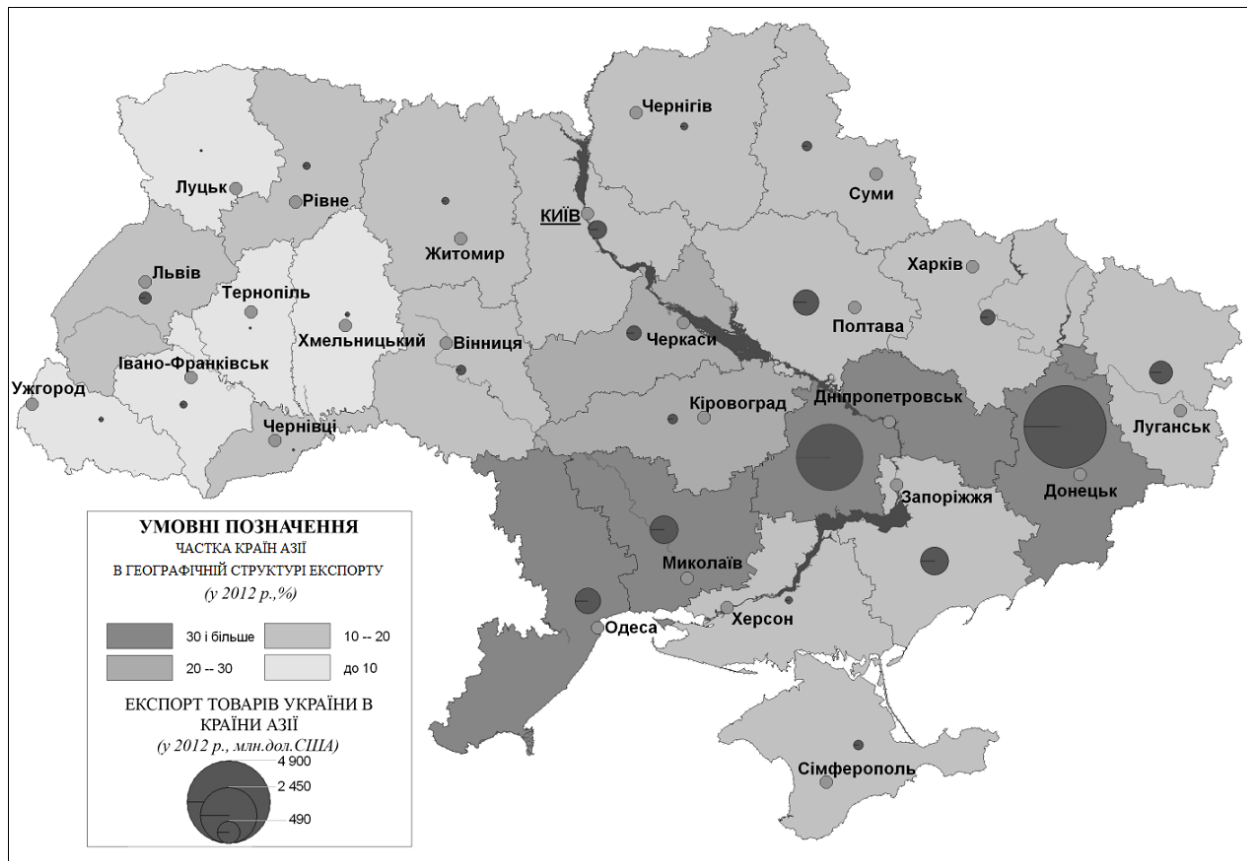 Чернігів
Суми
Луцьк
Рівне
КИЇВ
Житомир
Львів
Харків
Тернопіль
Хмельницький
Вінниця
Черкаси
Полтава
Івано-Франківськ
Ужгород
Чернівці
Кіровоград
Дніпропетровськ
Луганськ
Донецьк
Запоріжжя
Миколаїв
Херсон
Одеса
Сімферополь
УМОВНІ ПОЗНАЧЕННЯ
ЧАСТКА КРАЇН АЗІЇ
В ГЕОГРАФІЧНІЙ СТРУКТУРІ ЕКСПОРТУ
(у 2012 р.,%)
30 і більше
10 -- 20
20 -- 30
до 10
ЕКСПОРТ ТОВАРІВ УКРАЇНИ В
КРАЇНИ АЗІЇ
(у 2012 р., млн.дол.США)
4 900
2 450
490